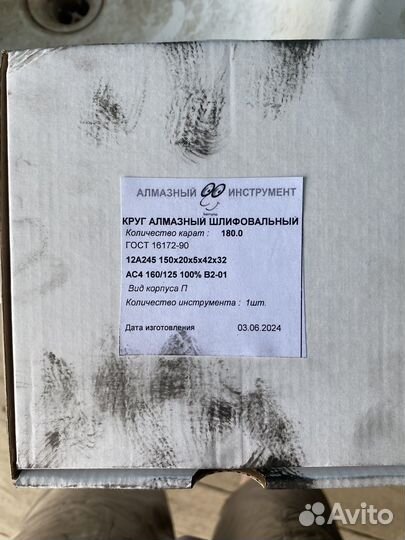 АЛМАЗНЫЙ ИНСТРУМЕНТ
КРУГ АЛМАЗНЫЙ ШЛИФОВАЛЬНЫЙ
Количество карат : 180.0
ГОСТ 16172-90
12А245 150х20х5х42х32
АС4 160/125 100% В2-01
Вид корпуса П
Количество инструмента : 1шт.
Дата изготовления 03.06.2024
Avito